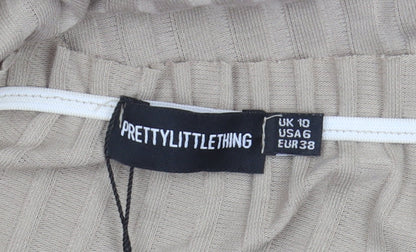 PRETTYLITTLETHING
UK 10
USA 6
EUR 38